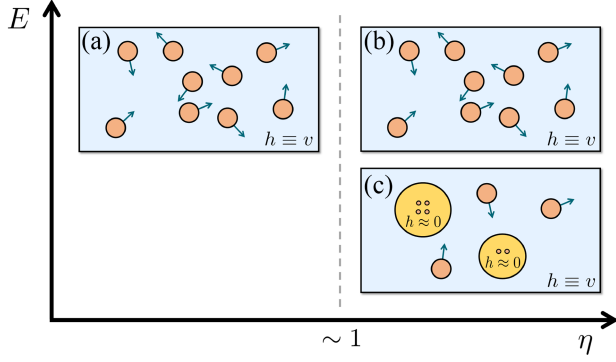 E
(a)
h ≡ v
(b)
h ≡ v
(c)
h ≈ 0
h ≈ 0
h ≡ v
∼ 1
η